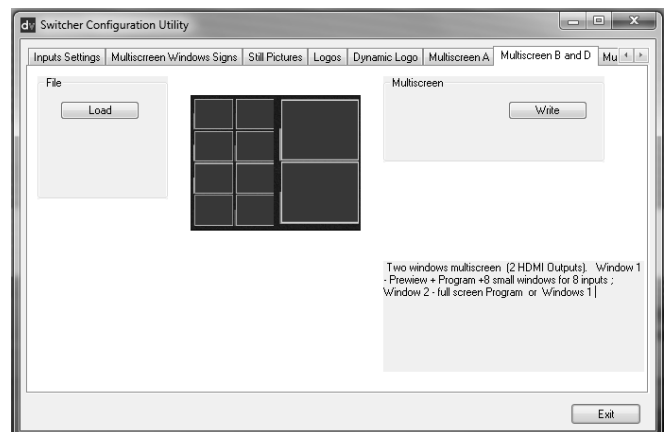 dv Switcher Configuration Utility
Inputs Settings Multiscrreen Windows Signs Still Pictures Logos Dynamic Logo Multiscreen A Multiscreen B and D Mu
File
Load
Multiscreen
Write
Two windows multiscreen (2 HDMI Outputs). Window 1
- Prewiew + Program +8 small windows for 8 inputs ;
Window 2 - full screen Program or Windows 1
Exit